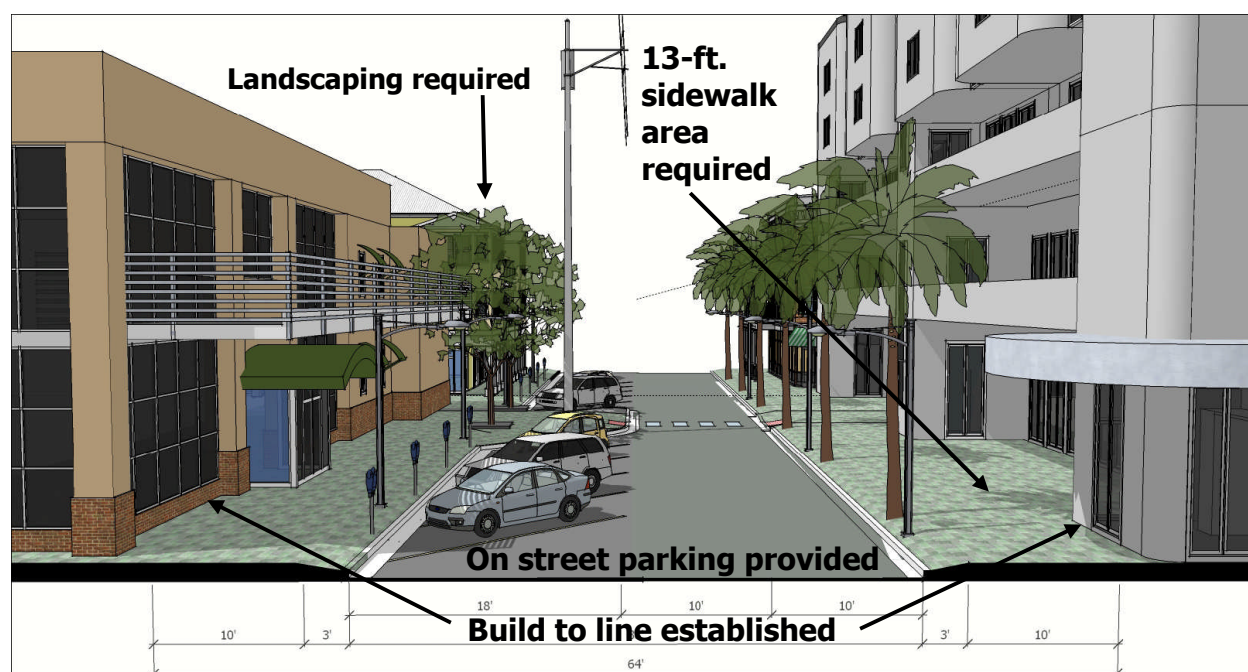 Landscaping required
13-ft.
sidewalk
area
required
On street parking provided
18' 10' 10'
10' 3' 3' 10'
Build to line established
64'